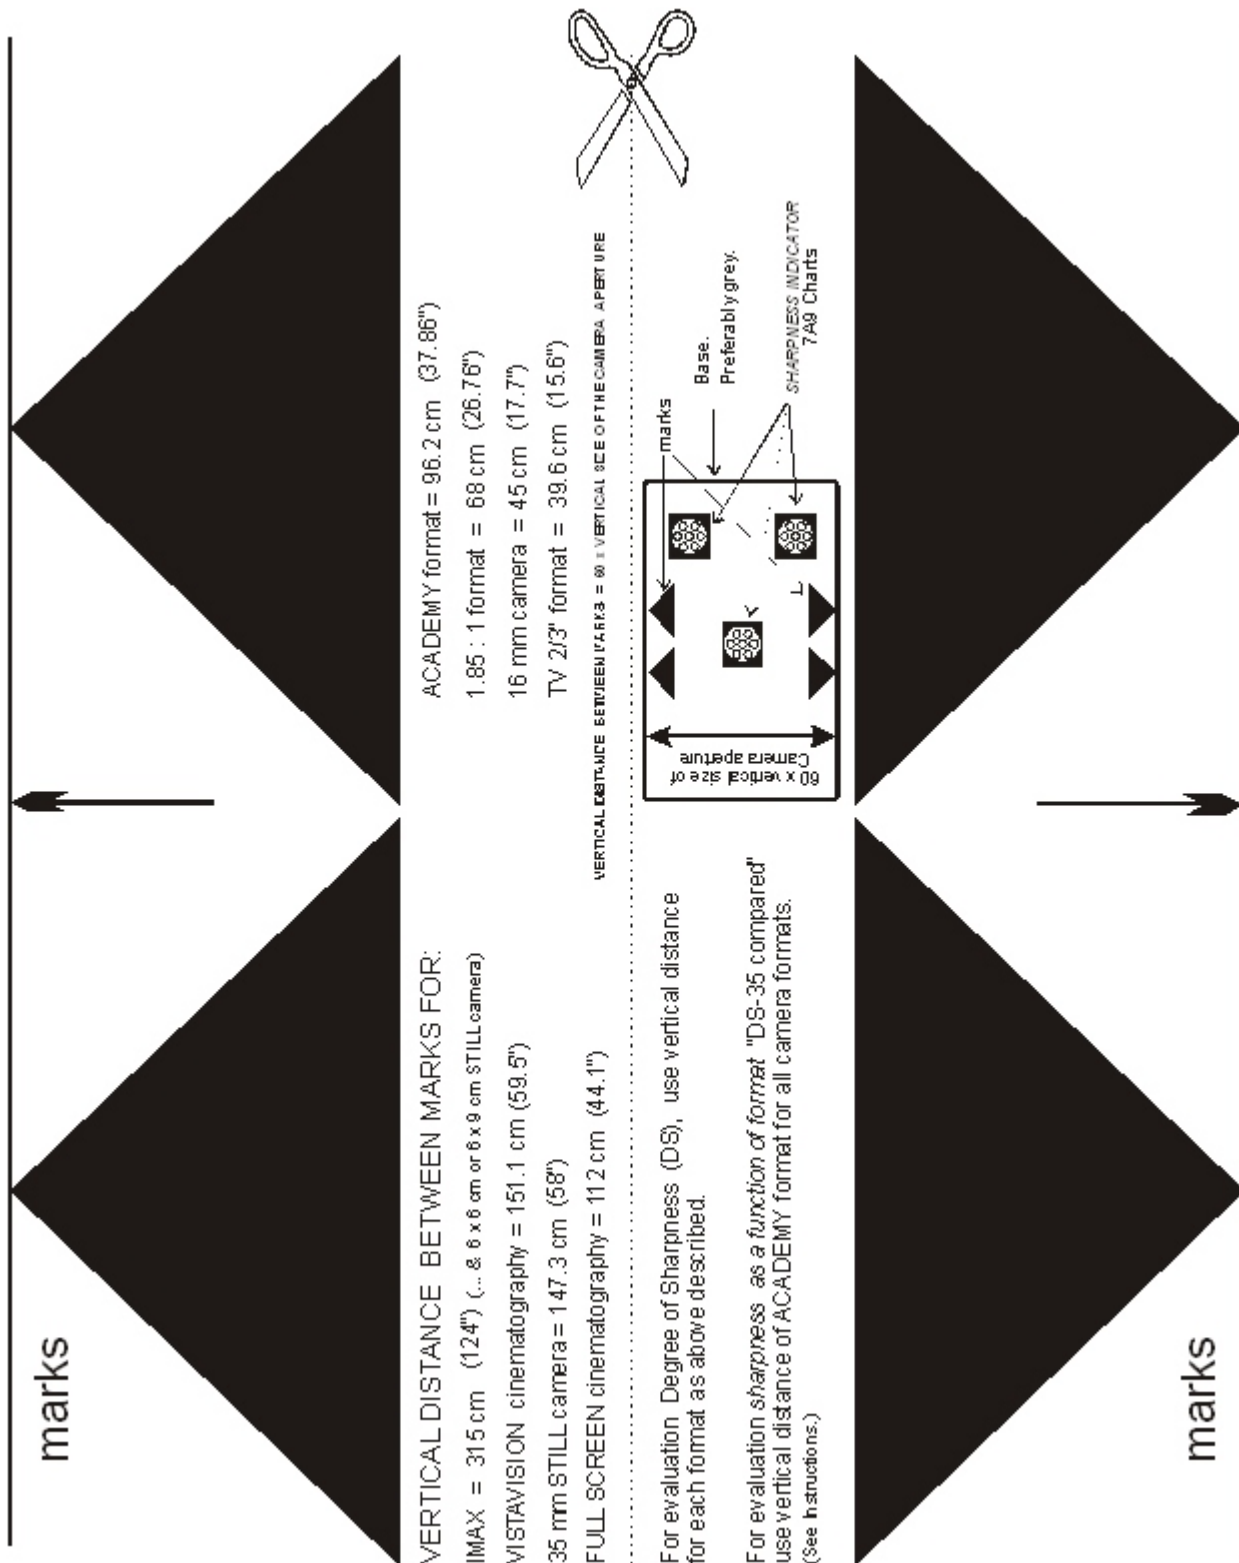 marks
VERTICAL DISTANCE BETWEEN MARKS FOR:
IMAX = 315 cm (124") (... & 6 x 6 cm or 6 x 9 cm STILL camera)
VISTAVISION cinematography = 151.1 cm (59.5")
35 mm STILL camera = 147.3 cm (58")
FULL SCREEN cinematography = 112 cm (44.1")
ACADEMY format = 96.2 cm (37.86")
1.85 : 1 format = 68 cm (26.76")
16 mm camera = 45 cm (17.7")
TV 2/3" format = 39.6 cm (15.6")
VERTICAL DISTANCE BETWEEN MARKS = 60 x VERTICAL SIZE OF THE CAMERA APERTURE
For evaluation Degree of Sharpness (DS), use vertical distance
for each format as above described.
For evaluation sharpness as a function of format "DS-35 compared"
use vertical distance of ACADEMY format for all camera formats.
(See Instructions.)
60 x vertical size of
Camera aperture
marks
Base.
Preferably grey.
SHARPNESS INDICATOR
7A9 Charts
marks